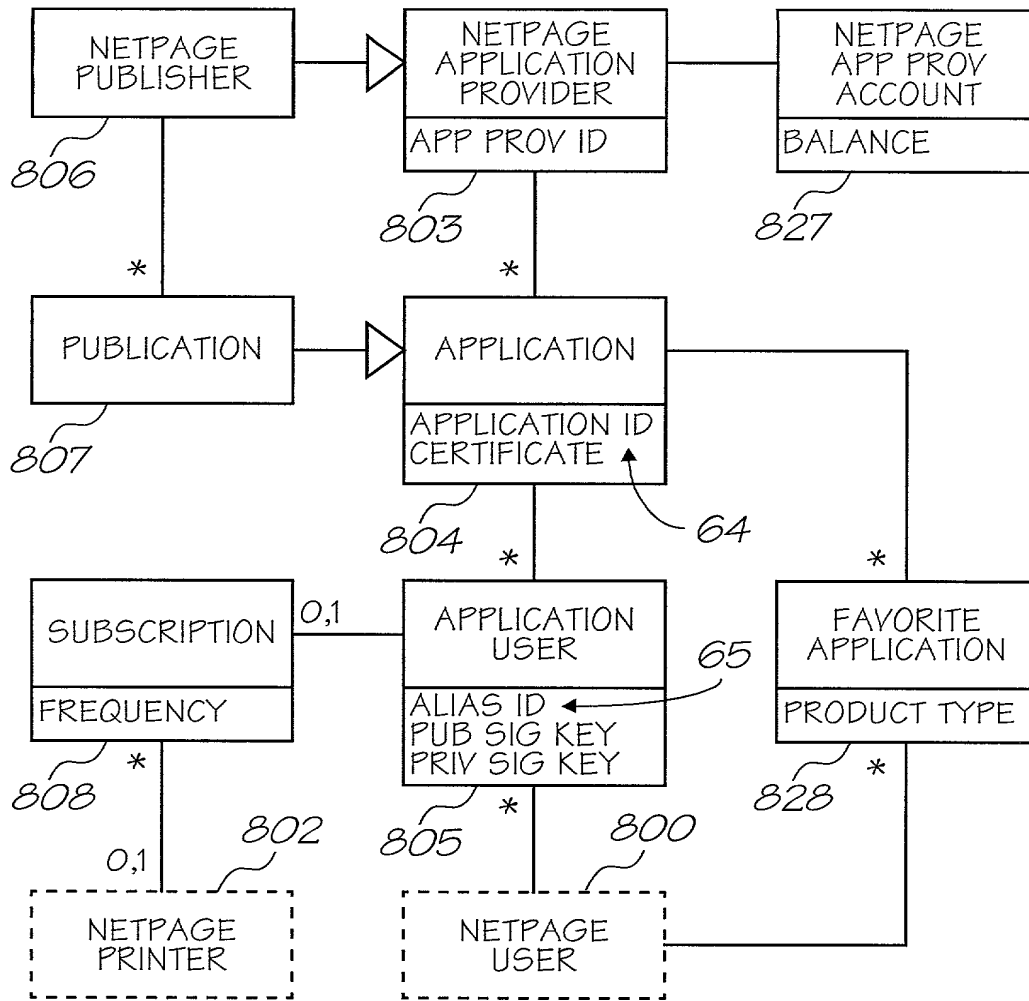 NETPAGE
PUBLISHER
NETPAGE
APPLICATION
PROVIDER
APP PROV ID
NETPAGE
APP PROV
ACCOUNT
BALANCE
806
803
827
*
*
PUBLICATION
APPLICATION
APPLICATION ID
CERTIFICATE
807
804
64
*
*
SUBSCRIPTION
FREQUENCY
0,1
APPLICATION
USER
ALIAS ID
PUB SIG KEY
PRIV SIG KEY
65
FAVORITE
APPLICATION
PRODUCT TYPE
808
*
805
*
828
*
0,1
802
800
NETPAGE
PRINTER
NETPAGE
USER